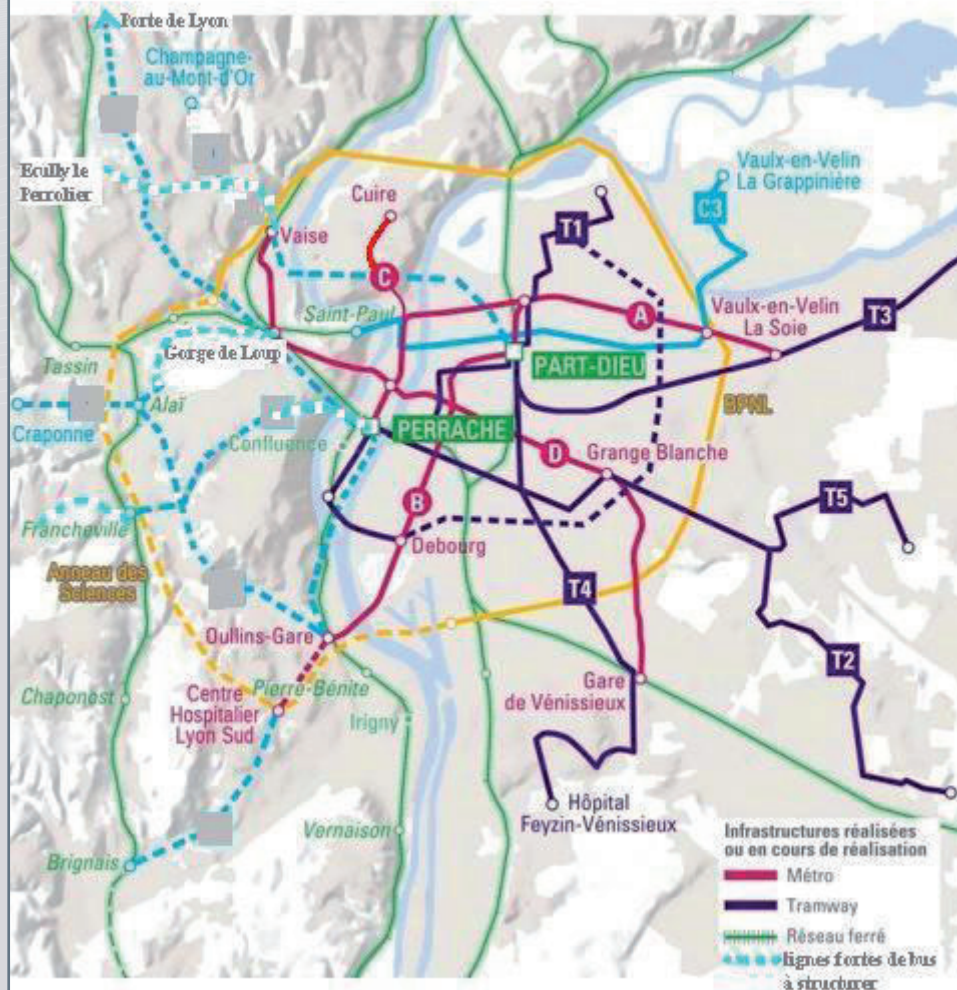 Porte de Lyon
Champagne-
au-Mont-d'Or
Ecully le
Perrolier
Cuire
Vaise
C
T1
Vaulx-en-Velin
La Grappinière
C3
Saint-Paul
A
Vaulx-en-Velin
La Soie
T3
Tassin
Gorge de Loup
PART-DIEU
BPNL
Alaï
Craponne
Confluence
PERRACHE
D
Grange Blanche
B
T5
Francheville
Debourg
Anneau des
Sciences
T4
Oullins-Gare
T2
Chaponost
Centre
Hospitalier
Lyon Sud
Pierre-Bénite
Irigny
Gare
de Vénissieux
Hôpital
Feyzin-Vénissieux
Vernaison
Brignais
Infrastructures réalisées
ou en cours de réalisation
Métro
Tramway
Réseau ferré
lignes fortes de bus
à structurer